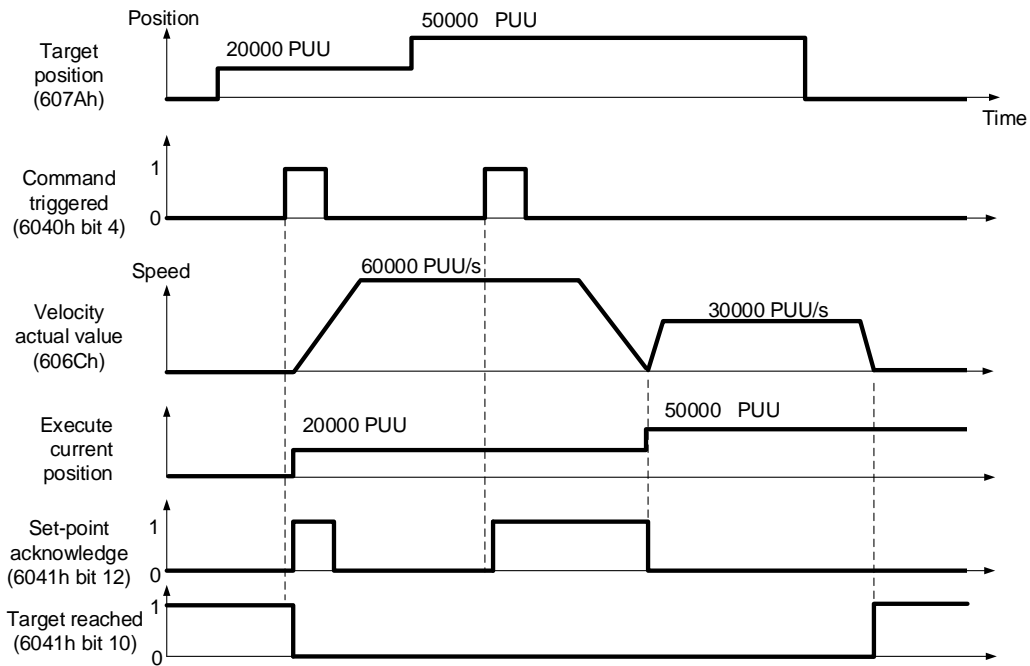 Position
50000 PUU
20000 PUU
Target
position
(607Ah)
Time
1
Command
triggered
(6040h bit 4)
0
Speed
60000 PUU/s
30000 PUU/s
Velocity
actual value
(606Ch)
50000 PUU
20000 PUU
Execute
current
position
1
Set-point
acknowledge
(6041h bit 12)
0
1
Target reached
(6041h bit 10)
0